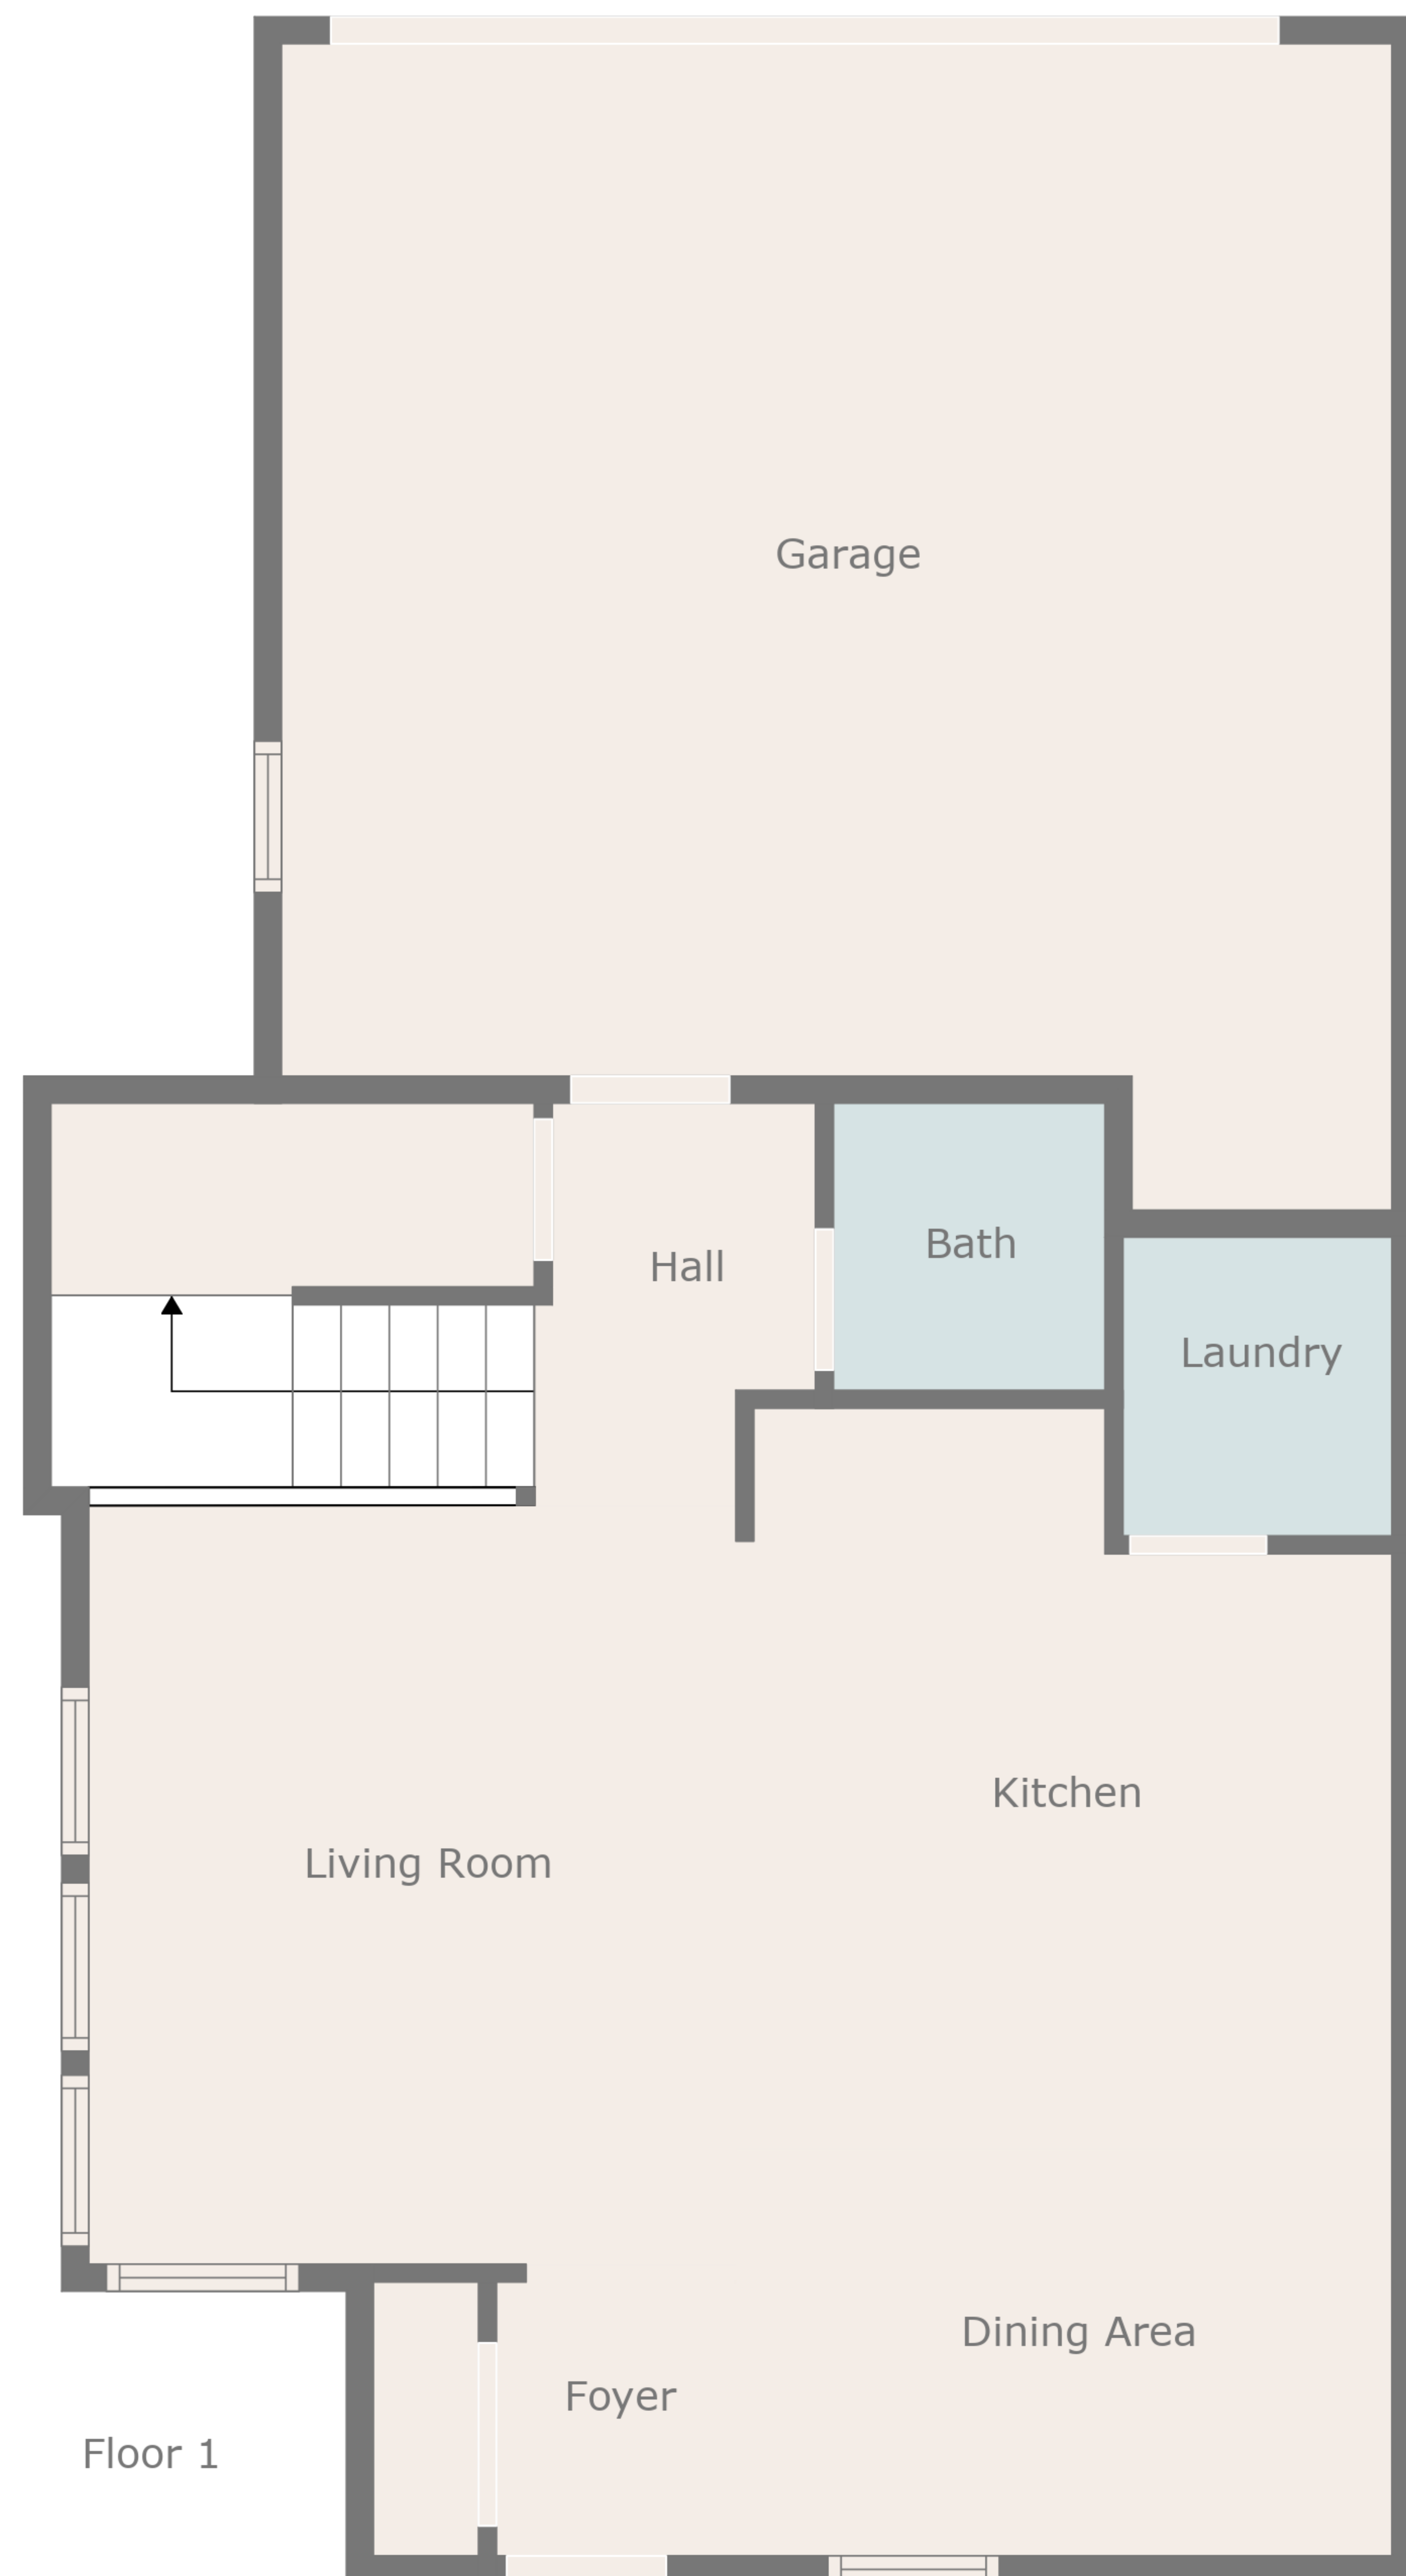 Garage
Hall
Bath
Laundry
Kitchen
Living Room
Dining Area
Foyer
Floor 1